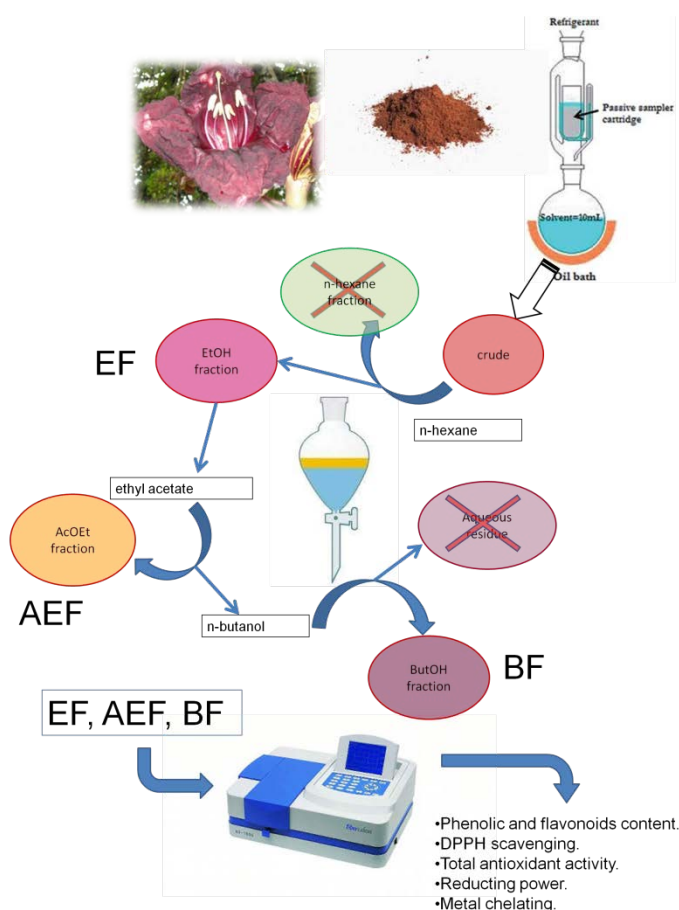 Refrigerant
Passive sampler
cartridge
Solvent=10mL
Oil bath
n-hexane
fraction
EtOH
fraction
EF
crude
n-hexane
ethyl acetate
AcOEt
fraction
Aqueous
residue
AEF
n-butanol
ButOH
fraction
BF
EF, AEF, BF
•Phenolic and flavonoids content.
•DPPH scavenging.
•Total antioxidant activity.
•Reducting power.
•Metal chelating.